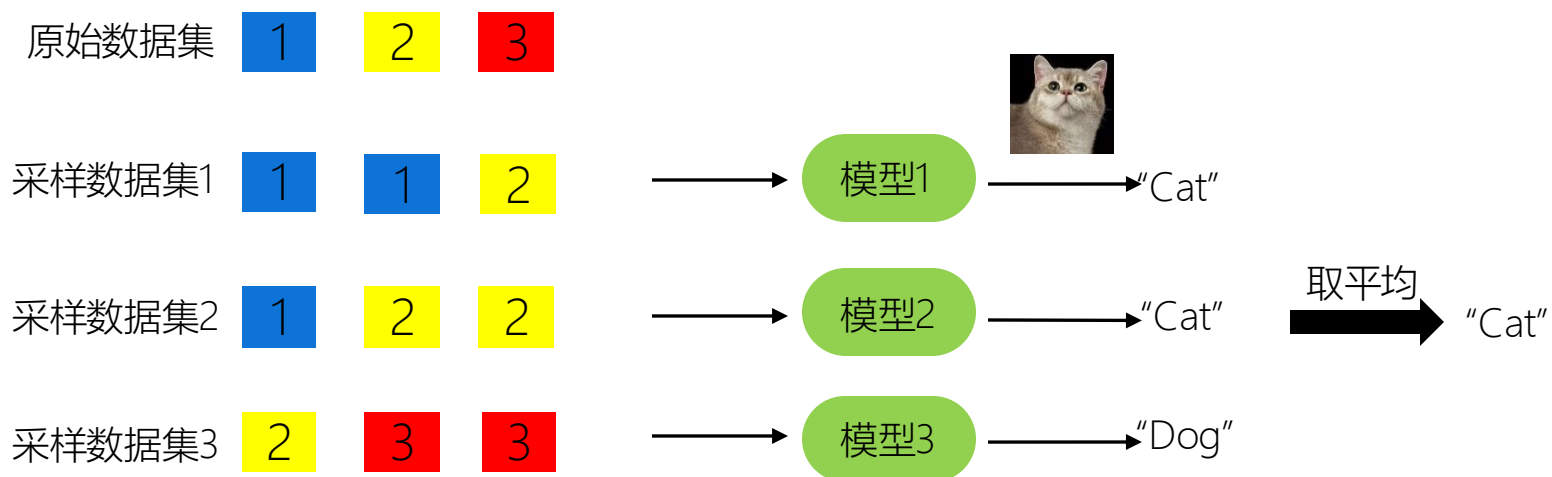 原始数据集 1 2 3
采样数据集1 1 1 2 模型1 “Cat”
采样数据集2 1 2 2 模型2 “Cat” 取平均 “Cat”
采样数据集3 2 3 3 模型3 “Dog”